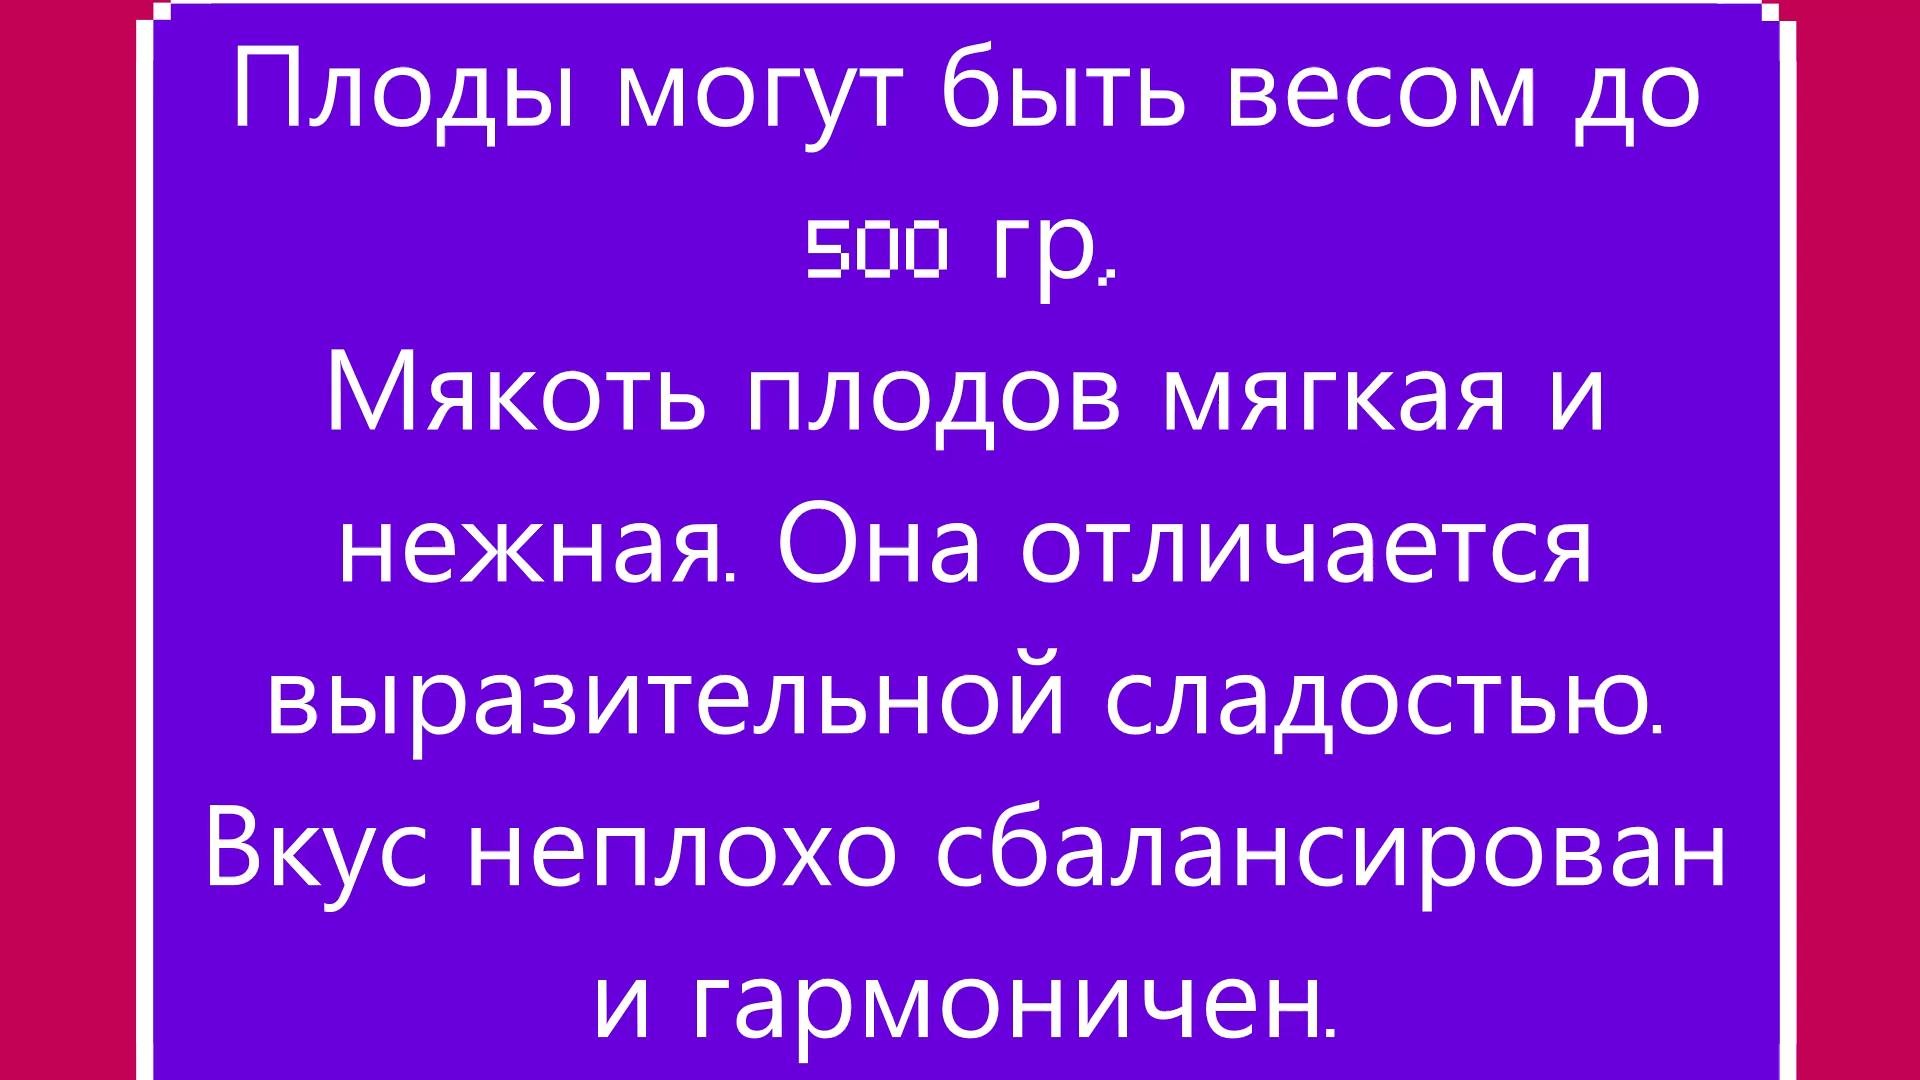 Плоды могут быть весом до
500 гр.
Мякоть плодов мягкая и
нежная. Она отличается
выразительной сладостью.
Вкус неплохо сбалансирован
и гармоничен.